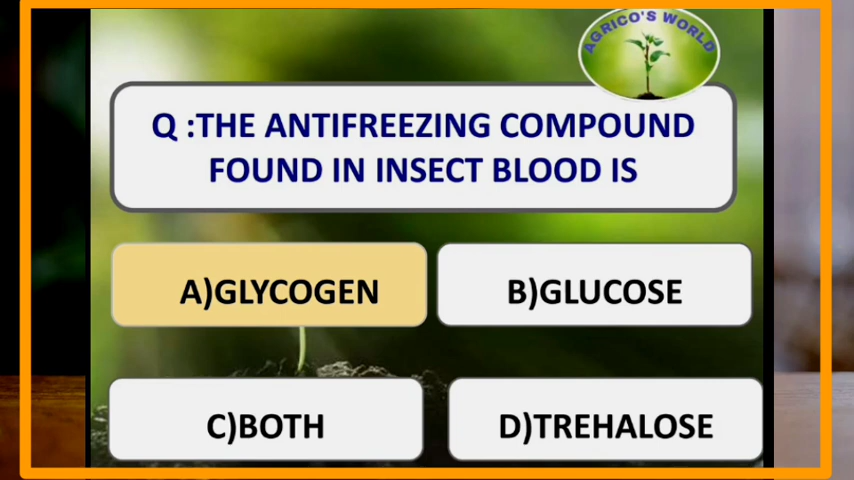 AGRICO'S WORLD
Q :THE ANTIFREEZING COMPOUND
FOUND IN INSECT BLOOD IS
A)GLYCOGEN
B)GLUCOSE
C)BOTH
D)TREHALOSE